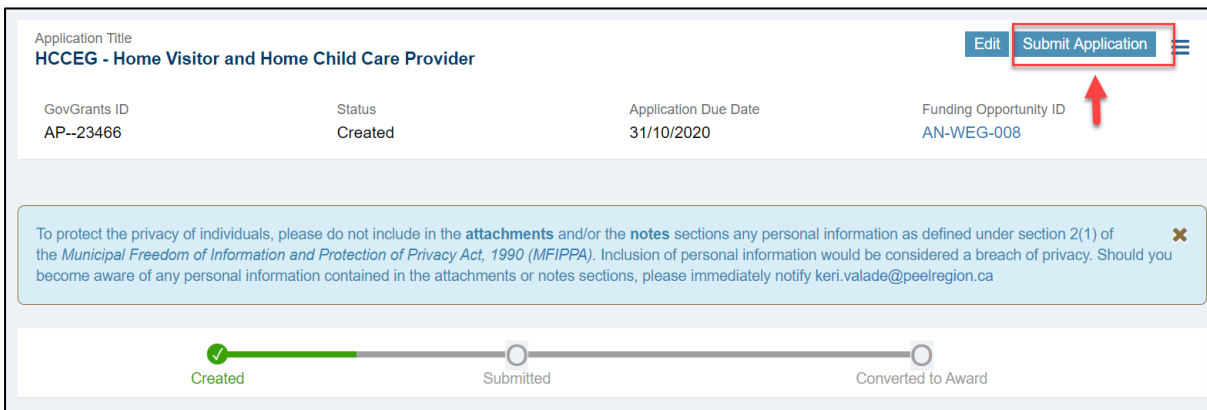 Application Title
HCCEG - Home Visitor and Home Child Care Provider
Edit
Submit Application
GovGrants ID
Status
Application Due Date
Funding Opportunity ID
AP--23466
Created
31/10/2020
AN-WEG-008
To protect the privacy of individuals, please do not include in the attachments and/or the notes sections any personal information as defined under section 2(1) of
the Municipal Freedom of Information and Protection of Privacy Act, 1990 (MFIPPA). Inclusion of personal information would be considered a breach of privacy. Should you
become aware of any personal information contained in the attachments or notes sections, please immediately notify keri.valade@peelregion.ca
Created
Submitted
Converted to Award